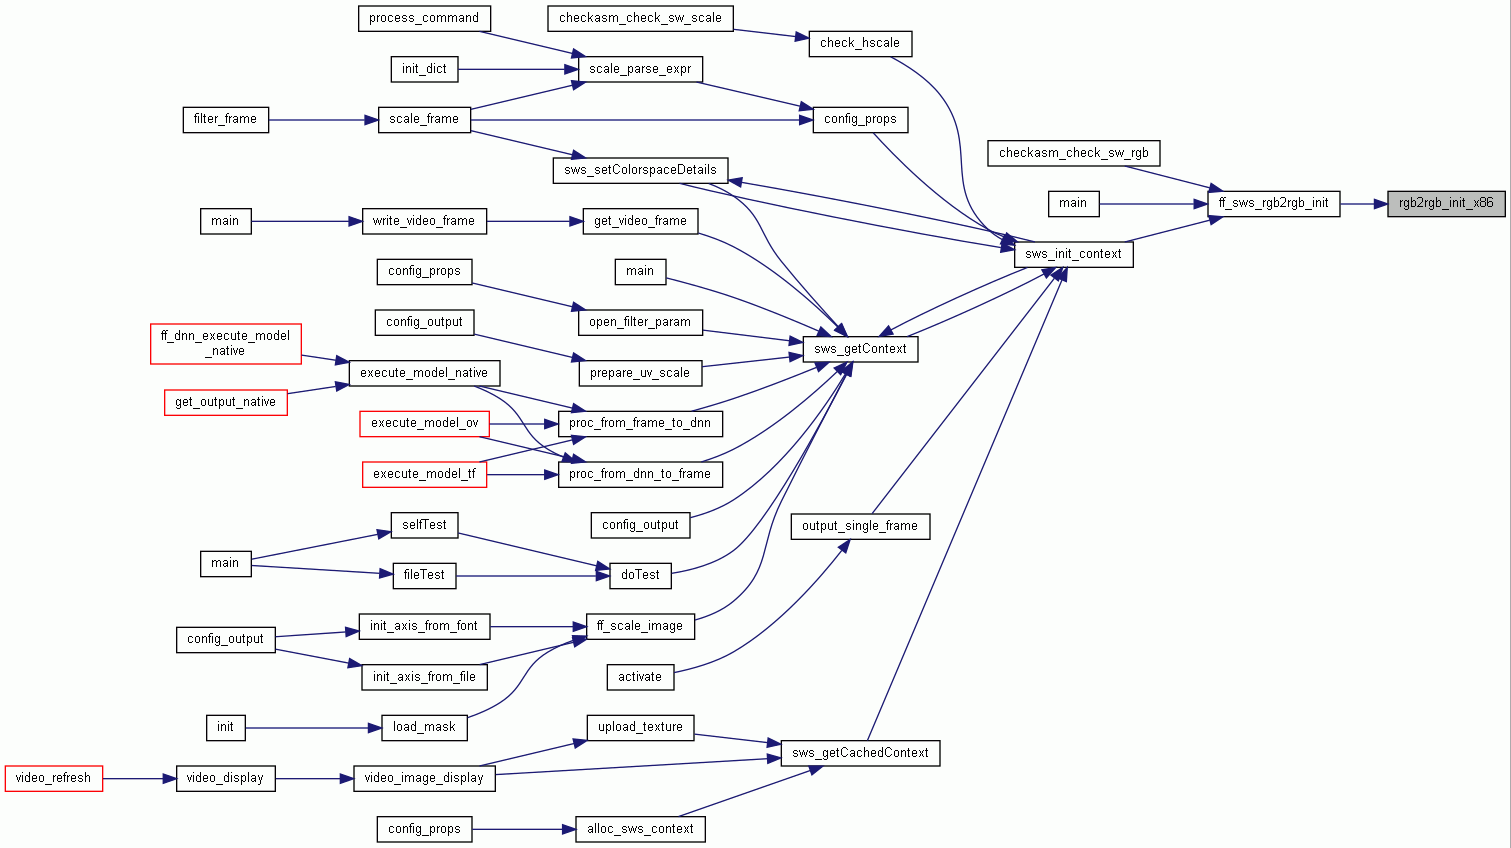 process_command
checkasm_check_sw_scale
check_hscale
init_dict
scale_parse_expr
filter_frame
scale_frame
config_props
checkasm_check_sw_rgb
sws_setColorspaceDetails
main
ff_sws_rgb2rgb_init
rgb2rgb_init_x86
main
write_video_frame
get_video_frame
sws_init_context
config_props
main
config_output
open_filter_param
ff_dnn_execute_model
_native
sws_getContext
execute_model_native
prepare_uv_scale
get_output_native
execute_model_ov
proc_from_frame_to_dnn
execute_model_tf
proc_from_dnn_to_frame
selfTest
config_output
output_single_frame
main
fileTest
doTest
config_output
init_axis_from_font
ff_scale_image
init_axis_from_file
activate
init
load_mask
upload_texture
sws_getCachedContext
video_refresh
video_display
video_image_display
config_props
alloc_sws_context